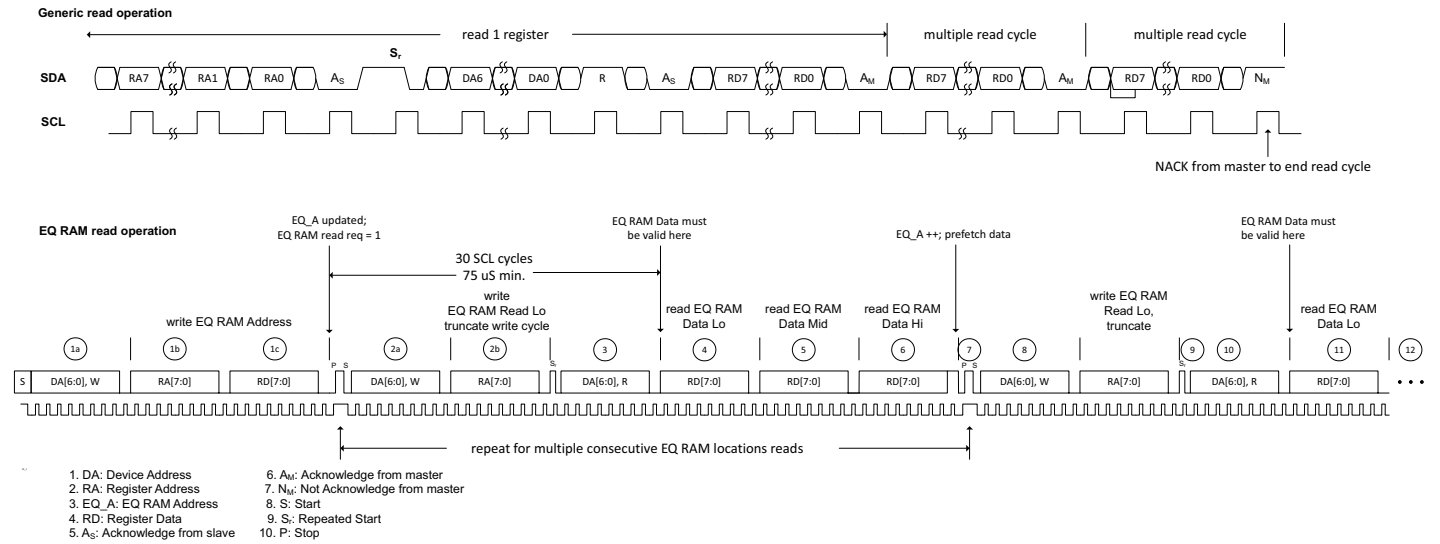 Generic read operation
read 1 register
multiple read cycle
multiple read cycle
Sr
SDA
RA7 RA1 RA0 AS DA6 DA0 R AS RD7 RD0 AM RD7 RD0 AM RD7 RD0 NM
SCL
NACK from master to end read cycle
EQ RAM read operation
EQ_A updated;
EQ RAM read req = 1
EQ RAM Data must
be valid here
EQ_A ++; prefetch data
EQ RAM Data must
be valid here
30 SCL cycles
75 uS min.
write EQ RAM Address
write
EQ RAM Read Lo
truncate write cycle
read EQ RAM
Data Lo
read EQ RAM
Data Mid
read EQ RAM
Data Hi
write EQ RAM
Read Lo,
truncate
read EQ RAM
Data Lo
1a 1b 1c 2a 2b 3 4 5 6 7 8 9 10 11 12
P S Sr P S Sr
S DA[6:0], W RA[7:0] RD[7:0] DA[6:0], W RA[7:0] DA[6:0], R RD[7:0] RD[7:0] RD[7:0] DA[6:0], W RA[7:0] DA[6:0], R RD[7:0] • • •
repeat for multiple consecutive EQ RAM locations reads
1. DA: Device Address
2. RA: Register Address
3. EQ_A: EQ RAM Address
4. RD: Register Data
5. AS: Acknowledge from slave
6. AM: Acknowledge from master
7. NM: Not Acknowledge from master
8. S: Start
9. Sr: Repeated Start
10. P: Stop